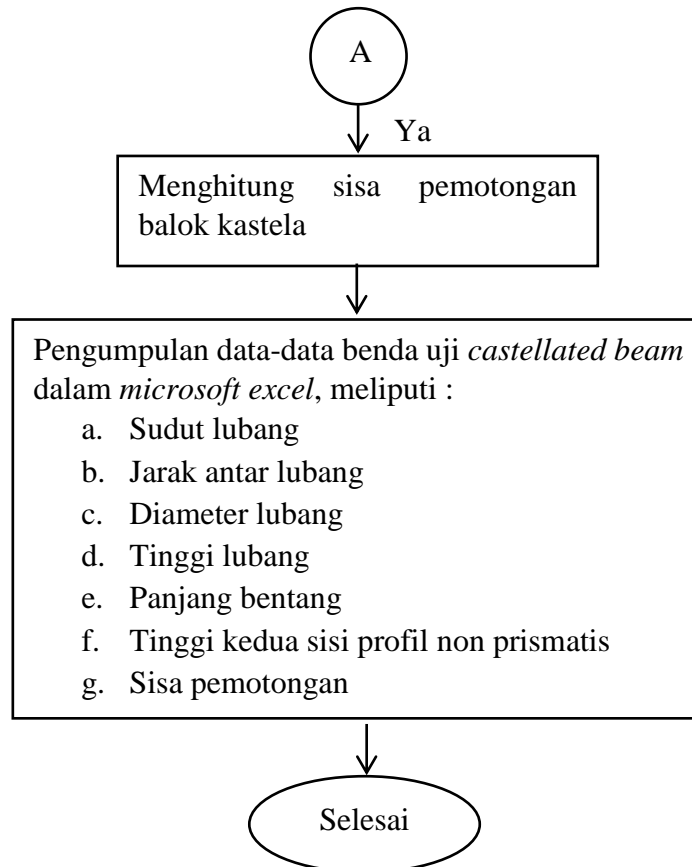 A
Ya
Menghitung sisa pemotongan
balok kastela
Pengumpulan data-data benda uji castellated beam
dalam microsoft excel, meliputi :
a. Sudut lubang
b. Jarak antar lubang
c. Diameter lubang
d. Tinggi lubang
e. Panjang bentang
f. Tinggi kedua sisi profil non prismatis
g. Sisa pemotongan
Selesai